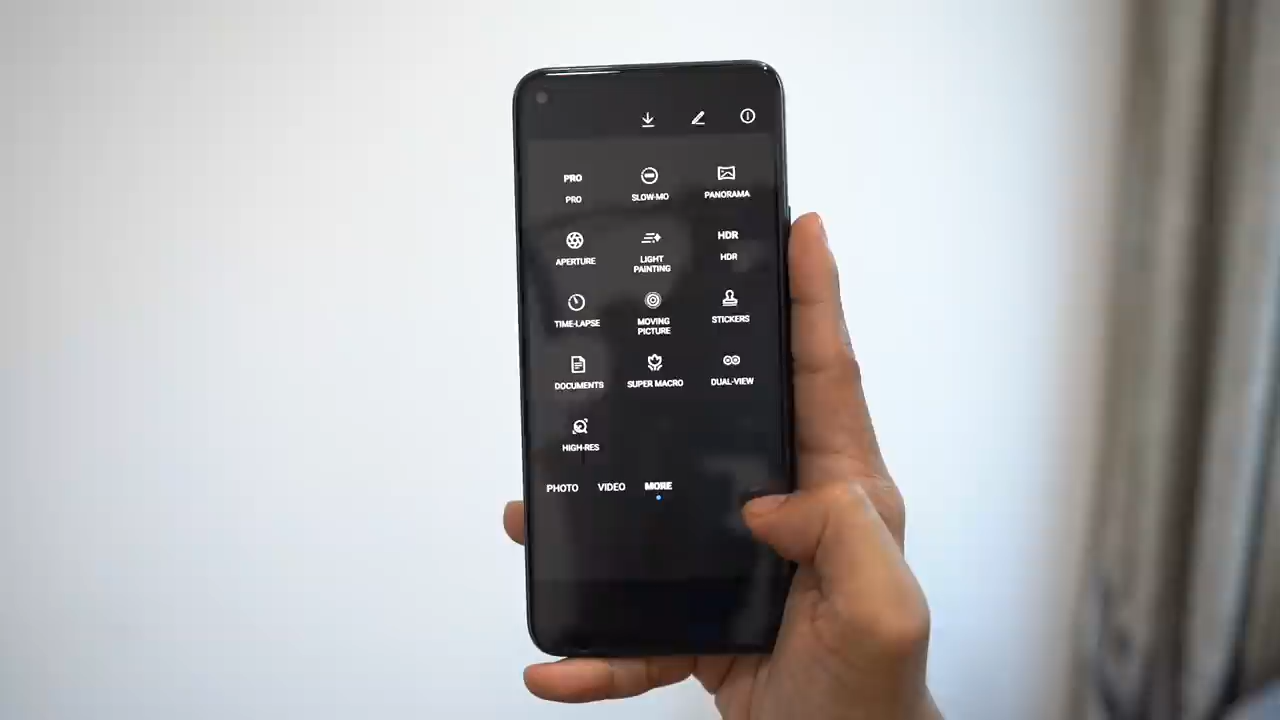 PRO
PRO
SLOW-MO
PANORAMA
APERTURE
LIGHT
PAINTING
HDR
HDR
TIME-LAPSE
MOVING
PICTURE
STICKERS
DOCUMENTS
SUPER MACRO
DUAL-VIEW
HIGH-RES
PHOTO VIDEO MORE